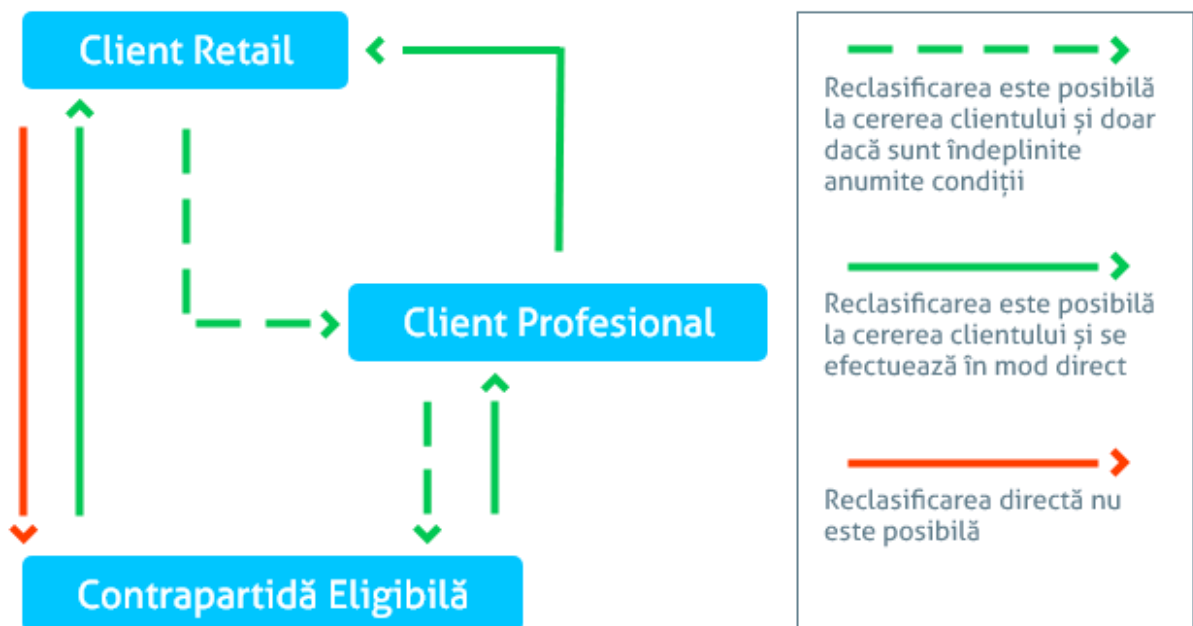 Client Retail
Client Profesional
Contrapartidă Eligibilă
Reclasificarea este posibilă
la cererea clientului și doar
dacă sunt îndeplinite
anumite condiții
Reclasificarea este posibilă
la cererea clientului și se
efectuează în mod direct
Reclasificarea directă nu
este posibilă